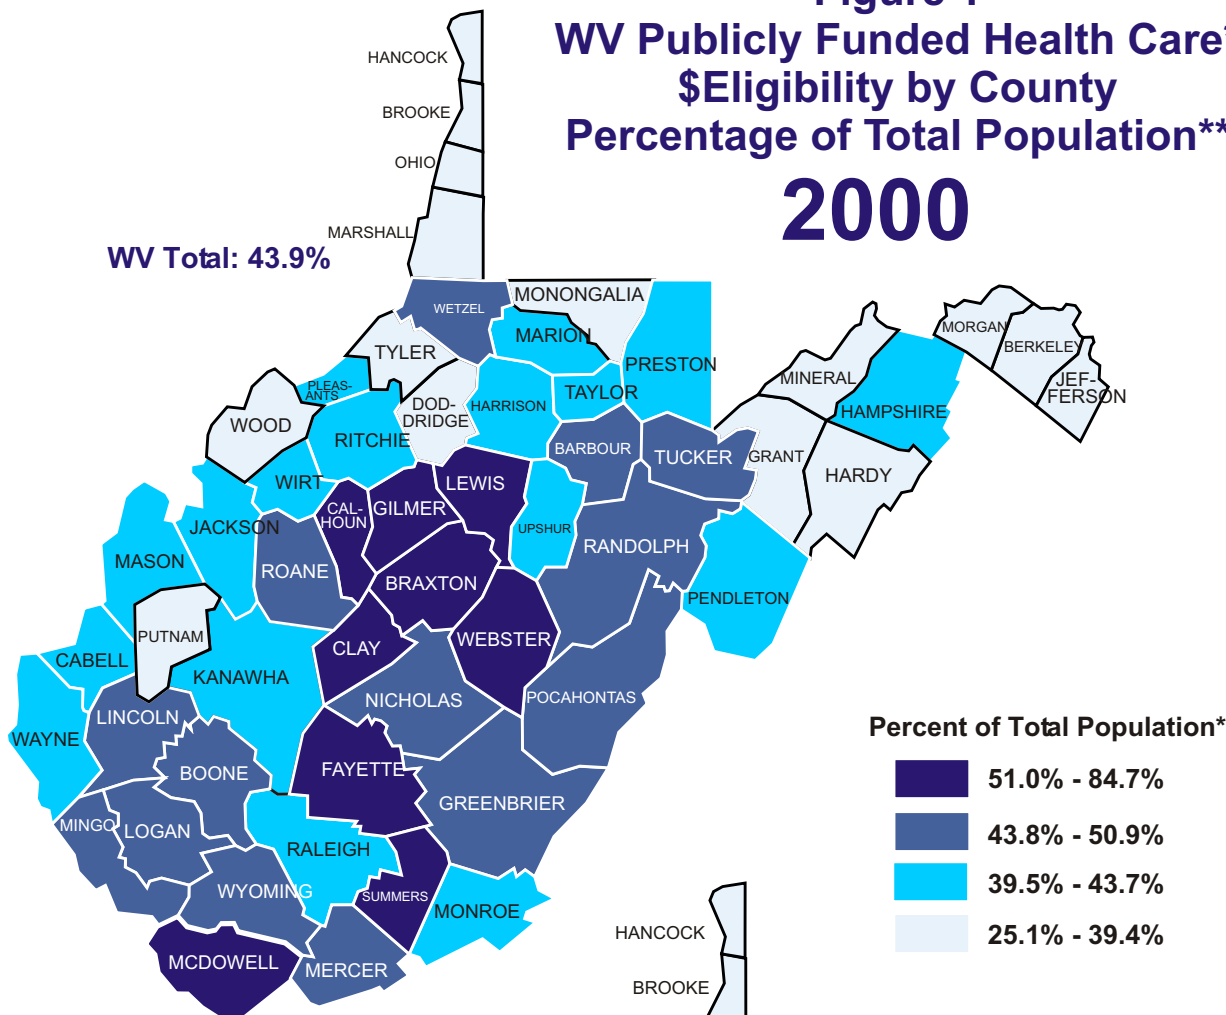 WV Publicly Funded Health Care*
$Eligibility by County
Percentage of Total Population**
2000
WV Total: 43.9%
HANCOCK
BROOKE
OHIO
MARSHALL
WETZEL
MONONGALIA
MARION
PRESTON
MORGAN
BERKELEY
JEF-
FERSON
MINERAL
HAMPSHIRE
TYLER
PLEAS-
ANTS
DOD-
DRIDGE
HARRISON
TAYLOR
WOOD
RITCHIE
BARBOUR
TUCKER
GRANT
HARDY
WIRT
LEWIS
CAL-
HOUN
GILMER
UPSHUR
JACKSON
RANDOLPH
MASON
ROANE
BRAXTON
PENDLETON
PUTNAM
CLAY
WEBSTER
CABELL
KANAWHA
NICHOLAS
POCAHONTAS
LINCOLN
WAYNE
BOONE
FAYETTE
GREENBRIER
MINGO
LOGAN
RALEIGH
WYOMING
SUMMERS
MONROE
MCDOWELL
MERCER
Percent of Total Population*
51.0% - 84.7%
43.8% - 50.9%
39.5% - 43.7%
25.1% - 39.4%
HANCOCK
BROOKE